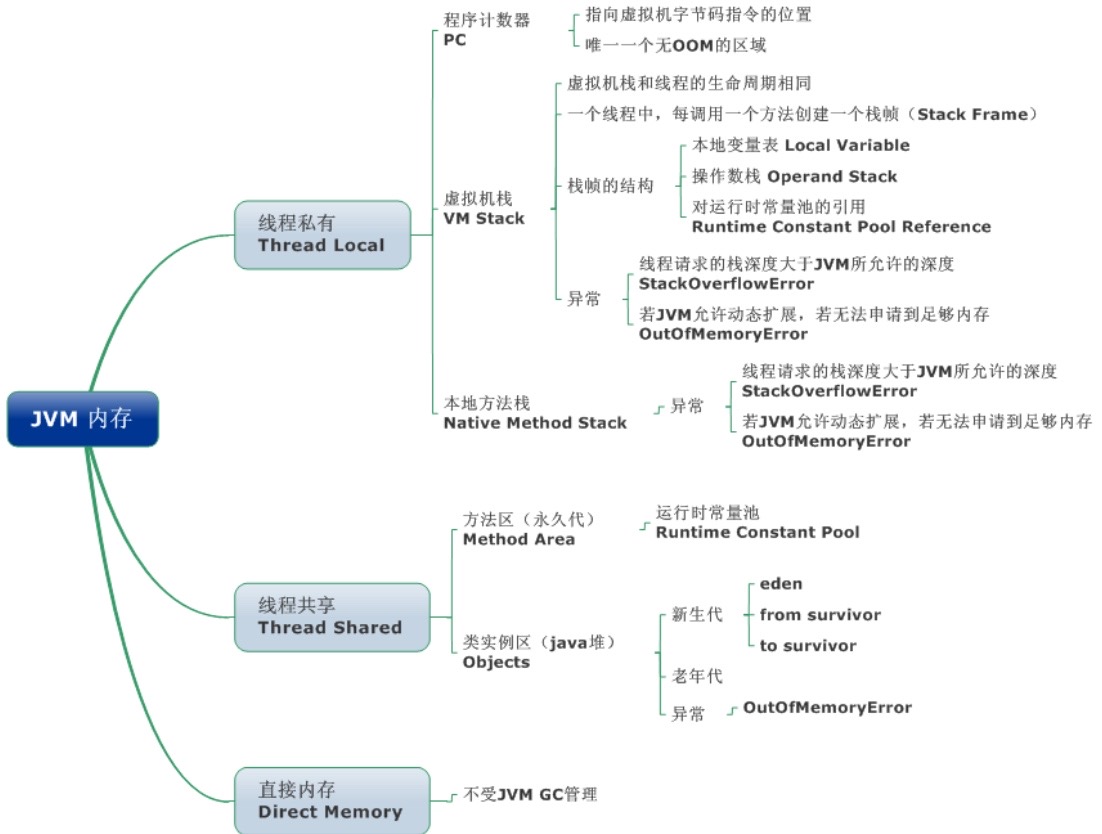 JVM 内存
线程私有
Thread Local
程序计数器
PC
指向虚拟机字节码指令的位置
唯一一个无OOM的区域
虚拟机栈
VM Stack
虚拟机栈和线程的生命周期相同
一个线程中，每调用一个方法创建一个栈帧（Stack Frame）
栈帧的结构
本地变量表 Local Variable
操作数栈 Operand Stack
对运行时常量池的引用
Runtime Constant Pool Reference
异常
线程请求的栈深度大于JVM所允许的深度
StackOverflowError
若JVM允许动态扩展，若无法申请到足够内存
OutOfMemoryError
本地方法栈
Native Method Stack
异常
线程请求的栈深度大于JVM所允许的深度
StackOverflowError
若JVM允许动态扩展，若无法申请到足够内存
OutOfMemoryError
线程共享
Thread Shared
方法区（永久代）
Method Area
运行时常量池
Runtime Constant Pool
类实例区（java堆）
Objects
新生代
eden
from survivor
to survivor
老年代
异常
OutOfMemoryError
直接内存
Direct Memory
不受JVM GC管理